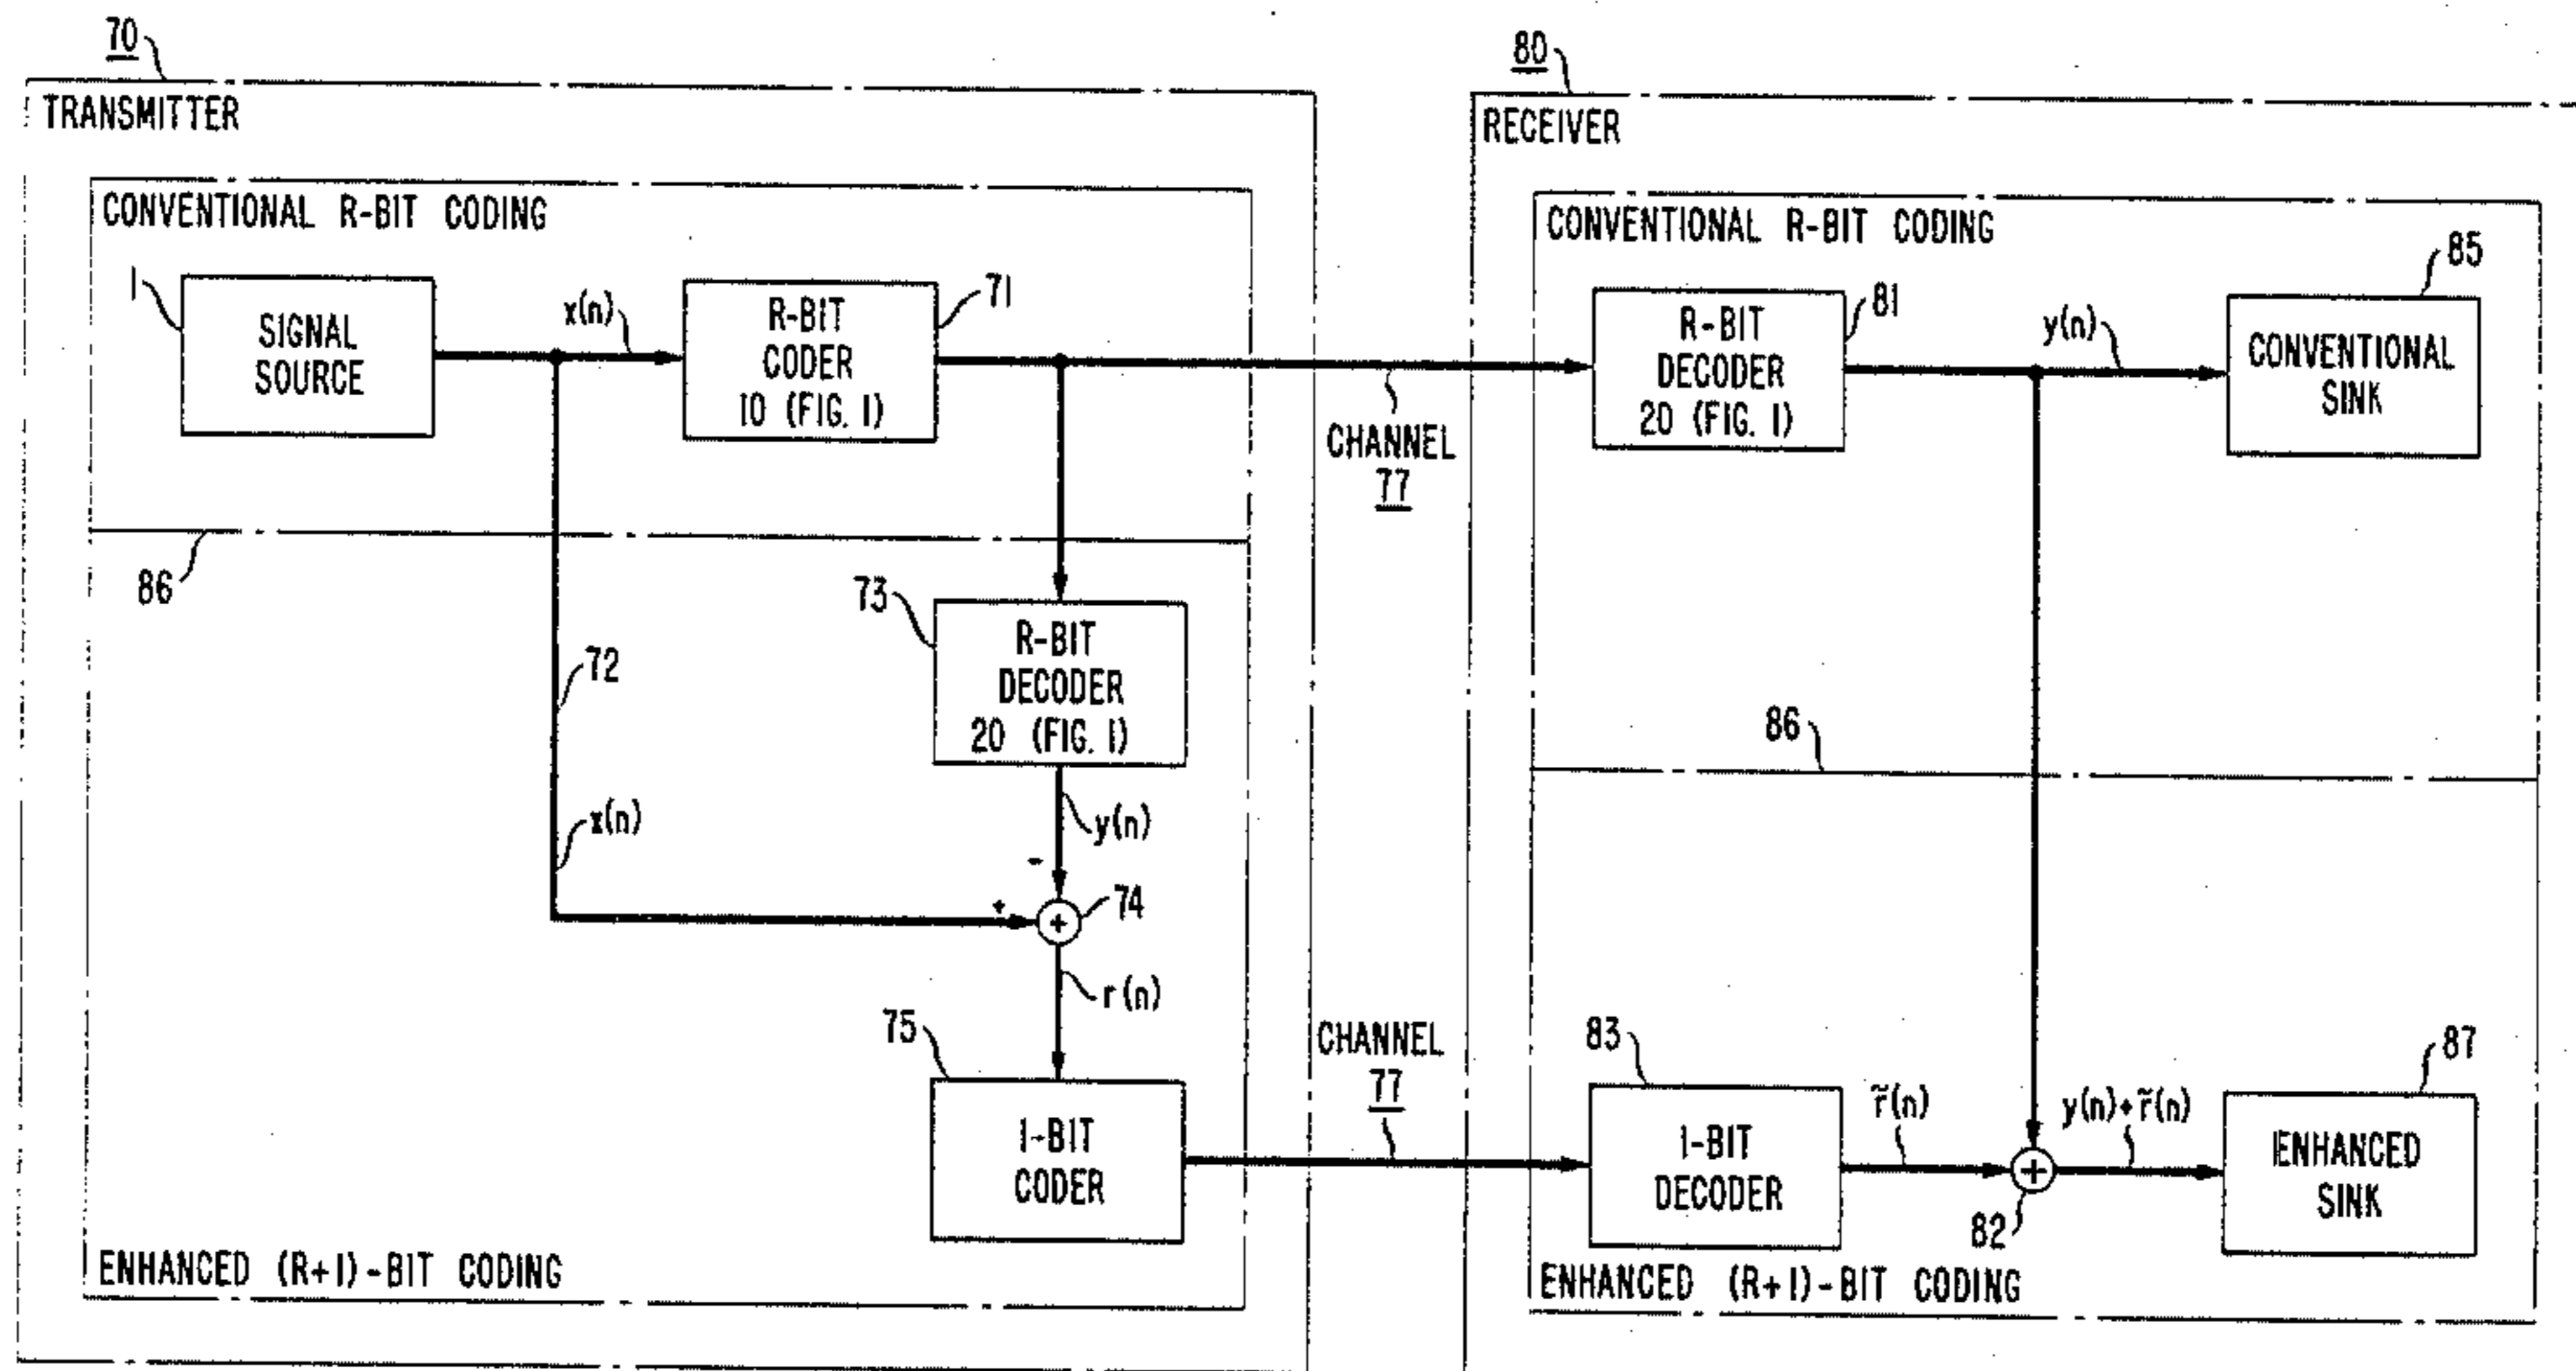 70
80
TRANSMITTER
RECEIVER
CONVENTIONAL R-BIT CODING
CONVENTIONAL R-BIT CODING
1
SIGNAL
SOURCE
x(n)
R-BIT
CODER
10 (FIG. 1)
71
CHANNEL
77
R-BIT
DECODER
20 (FIG. 1)
81
y(n)
CONVENTIONAL
SINK
85
86
72
x(n)
73
R-BIT
DECODER
20 (FIG. 1)
y(n)
-
+
+
74
r(n)
75
1-BIT
CODER
CHANNEL
77
86
83
1-BIT
DECODER
r̃(n)
+
82
y(n)+r̃(n)
ENHANCED
SINK
87
ENHANCED (R+1)-BIT CODING
ENHANCED (R+1)-BIT CODING